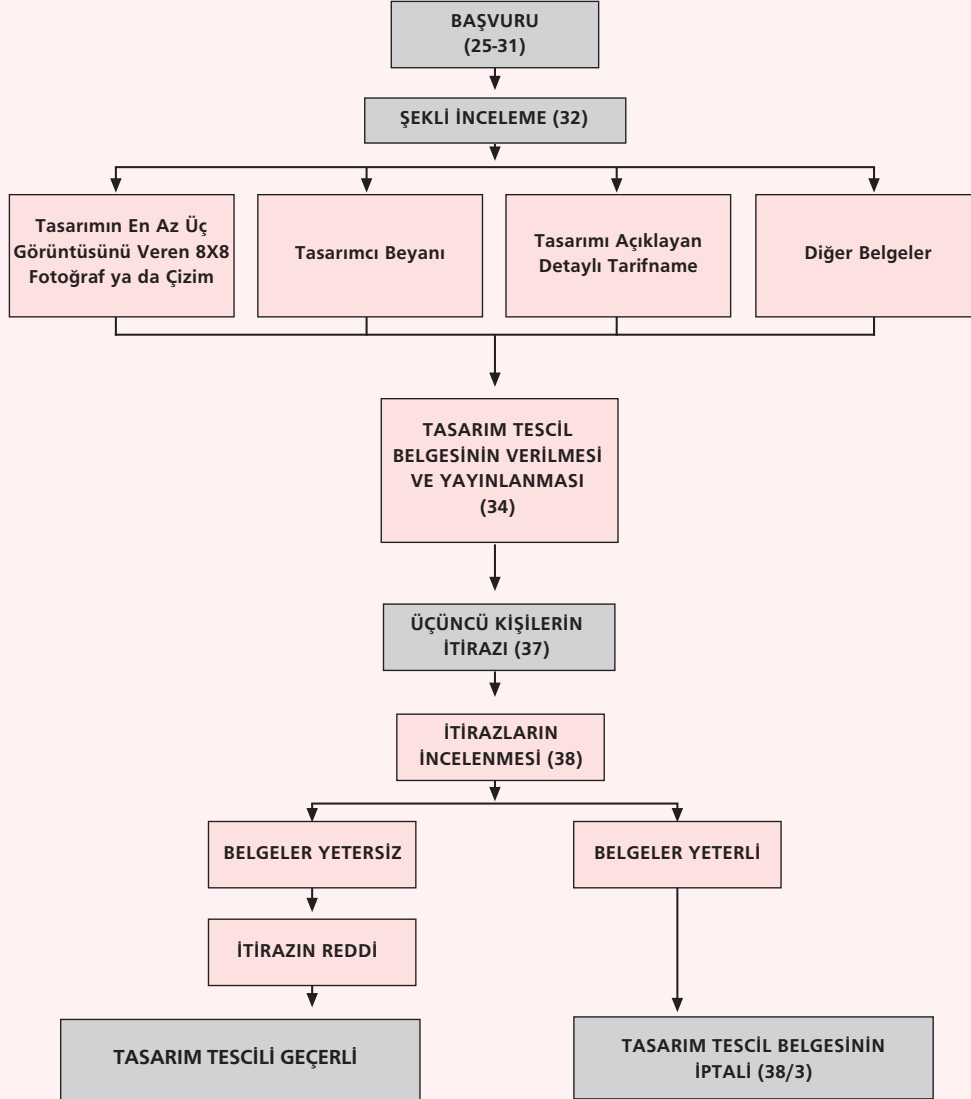 BAŞVURU
(25-31)
ŞEKLİ İNCELEME (32)
Tasarımın En Az Üç
Görüntüsünü Veren 8X8
Fotoğraf ya da Çizim
Tasarımcı Beyanı
Tasarımı Açıklayan
Detaylı Tarifname
Diğer Belgeler
TASARIM TESCİL
BELGESİNİN VERİLMESİ
VE YAYINLANMASI
(34)
ÜÇÜNCÜ KİŞİLERİN
İTİRAZI (37)
İTİRAZLARIN
İNCELENMESİ (38)
BELGELER YETERSİZ
BELGELER YETERLİ
İTİRAZIN REDDİ
TASARIM TESCİLİ GEÇERLİ
TASARIM TESCİL BELGESİNİN
İPTALİ (38/3)